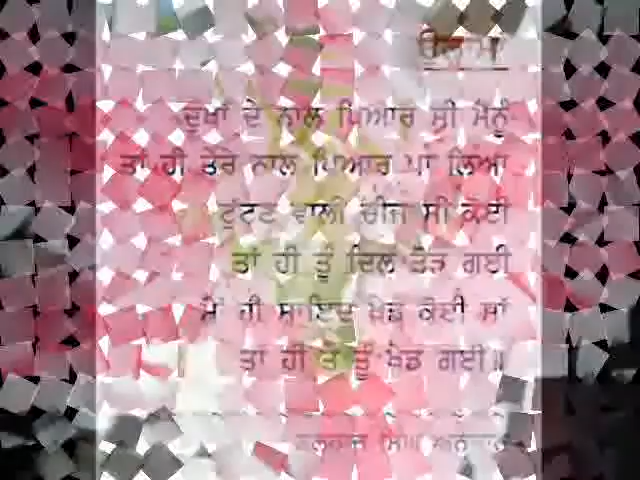 ਦੁਖਾਂ ਦੇ ਨਾਲ ਪਿਆਰ ਸੀ ਮੈਨੂੰ
ਤਾਂ ਹੀ ਤੇਰੇ ਨਾਲ ਪਿਆਰ ਪਾ ਲਿਆ
ਟੁੱਟਣ ਵਾਲੀ ਚੀਜ ਸੀ ਕੋਈ
ਤਾਂ ਹੀ ਤੂੰ ਦਿਲ ਤੋੜ ਗਈ
ਮੈਂ ਹੀ ਸ਼ਾਇਦ ਖੇਡ ਕੋਈ ਸਾਂ
ਤਾਂ ਹੀ ਤੇ ਤੂੰ ਖੇਡ ਗਈ॥